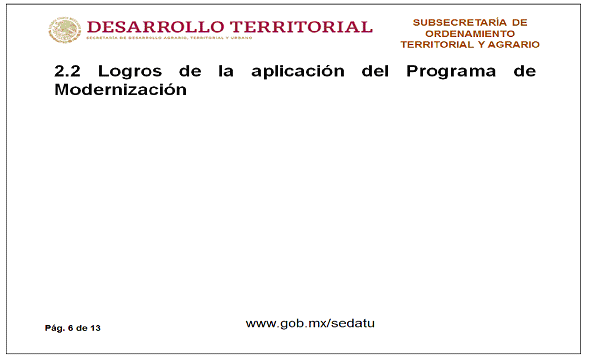 DESARROLLO TERRITORIAL
SECRETARÍA DE DESARROLLO AGRARIO, TERRITORIAL Y URBANO
SUBSECRETARÍA DE
ORDENAMIENTO
TERRITORIAL Y AGRARIO
2.2 Logros de la aplicación del Programa de
Modernización
Pág. 6 de 13
www.gob.mx/sedatu